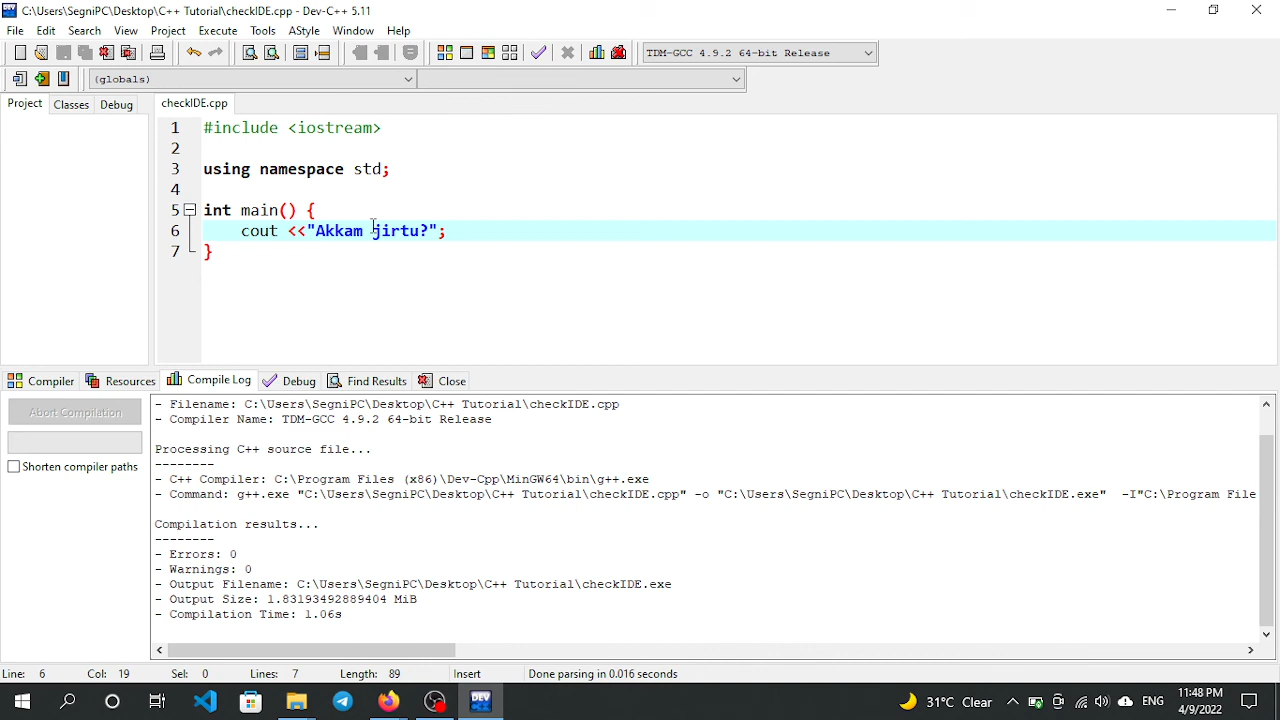 C:\Users\SegniPC\Desktop\C++ Tutorial\checkIDE.cpp - Dev-C++ 5.11
File Edit Search View Project Execute Tools AStyle Window Help
TDM-GCC 4.9.2 64-bit Release
(globals)
Project Classes Debug checkIDE.cpp
1 #include <iostream>
2
3 using namespace std;
4
5 int main() {
6 cout <<"Akkam jirtu?";
7 }
Compiler Resources Compile Log Debug Find Results Close
Abort Compilation
Shorten compiler paths
- Filename: C:\Users\SegniPC\Desktop\C++ Tutorial\checkIDE.cpp
- Compiler Name: TDM-GCC 4.9.2 64-bit Release
Processing C++ source file...
--------
- C++ Compiler: C:\Program Files (x86)\Dev-Cpp\MinGW64\bin\g++.exe
- Command: g++.exe "C:\Users\SegniPC\Desktop\C++ Tutorial\checkIDE.cpp" -o "C:\Users\SegniPC\Desktop\C++ Tutorial\checkIDE.exe" -I"C:\Program File
Compilation results...
--------
- Errors: 0
- Warnings: 0
- Output Filename: C:\Users\SegniPC\Desktop\C++ Tutorial\checkIDE.exe
- Output Size: 1.83193492889404 MiB
- Compilation Time: 1.06s
Line: 6 Col: 19 Sel: 0 Lines: 7 Length: 89 Insert Done parsing in 0.016 seconds
DEV
31°C Clear ENG 11:48 PM
4/9/2022